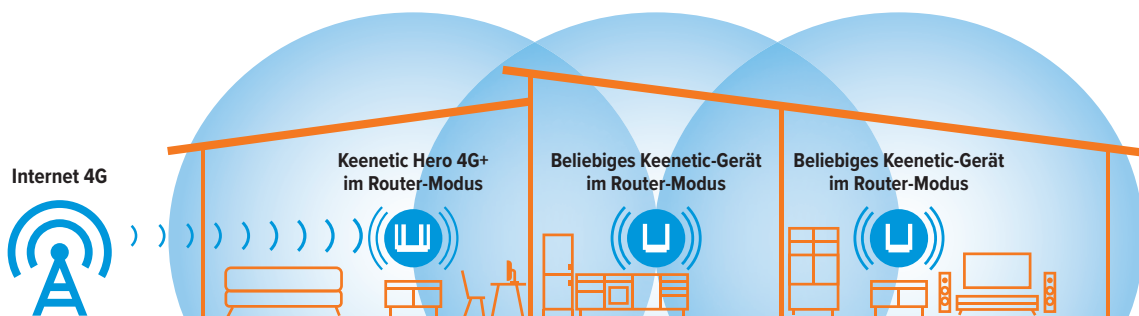 Internet 4G
Keenetic Hero 4G+
im Router-Modus
Beliebiges Keenetic-Gerät
im Router-Modus
Beliebiges Keenetic-Gerät
im Router-Modus